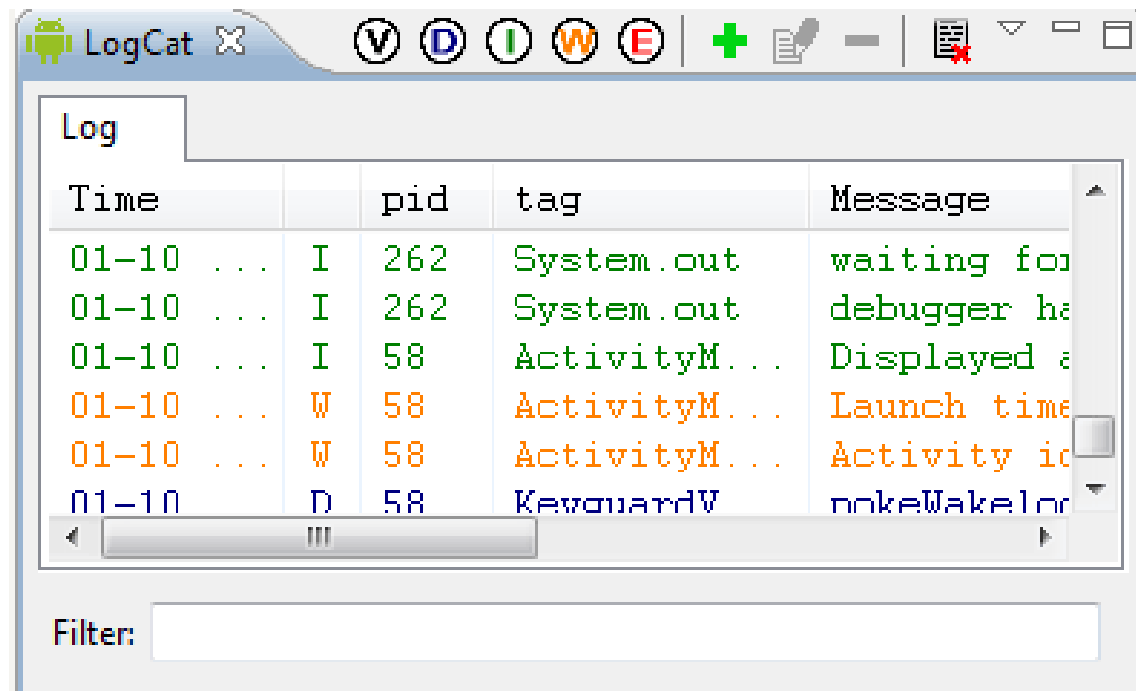 LogCat V D I W E
Log
Time pid tag Message
01-10 ... I 262 System.out waiting
01-10 ... I 262 System.out debugger
01-10 ... I 58 ActivityM... Displayed
01-10 ... W 58 ActivityM... Launch time
01-10 ... W 58 ActivityM... Activity
01-10 D 58 KeyguardV pokeWakeloc
Filter: